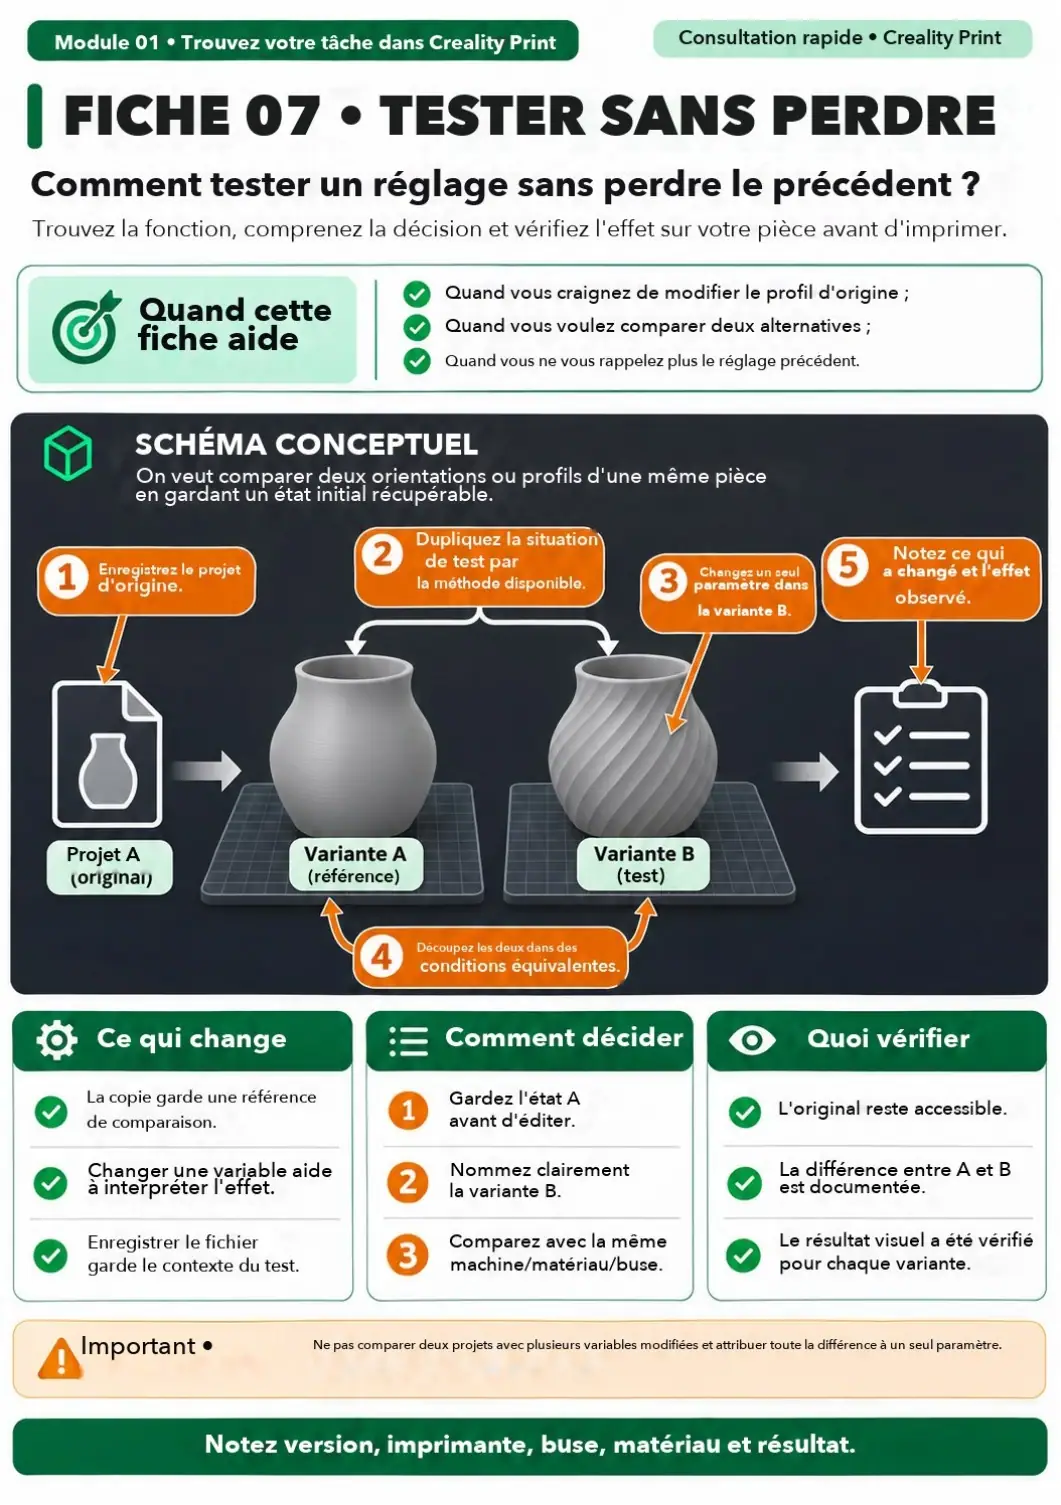 Module 01 • Trouvez votre tâche dans Creality Print
Consultation rapide • Creality Print
FICHE 07 • TESTER SANS PERDRE
Comment tester un réglage sans perdre le précédent ?
Trouvez la fonction, comprenez la décision et vérifiez l'effet sur votre pièce avant d'imprimer.
Quand cette
fiche aide
Quand vous craignez de modifier le profil d'origine ;
Quand vous voulez comparer deux alternatives ;
Quand vous ne vous rappelez plus le réglage précédent.
SCHÉMA CONCEPTUEL
On veut comparer deux orientations ou profils d'une même pièce
en gardant un état initial récupérable.
1
Enregistrez le projet
d'origine.
2
Dupliquez la situation
de test par
la méthode disponible.
3
Changez un seul
paramètre dans
la variante B.
5
Notez ce qui
a changé et l'effet
observé.
Projet A
(original)
Variante A
(référence)
Variante B
(test)
4
Découpez les deux dans des
conditions équivalentes.
Ce qui change
La copie garde une référence
de comparaison.
Changer une variable aide
à interpréter l'effet.
Enregistrer le fichier
garde le contexte du test.
Comment décider
1
Gardez l'état A
avant d'éditer.
2
Nommez clairement
la variante B.
3
Comparez avec la même
machine/matériau/buse.
Quoi vérifier
L'original reste accessible.
La différence entre A et B
est documentée.
Le résultat visuel a été vérifié
pour chaque variante.
Important •
Ne pas comparer deux projets avec plusieurs variables modifiées et attribuer toute la différence à un seul paramètre.
Notez version, imprimante, buse, matériau et résultat.